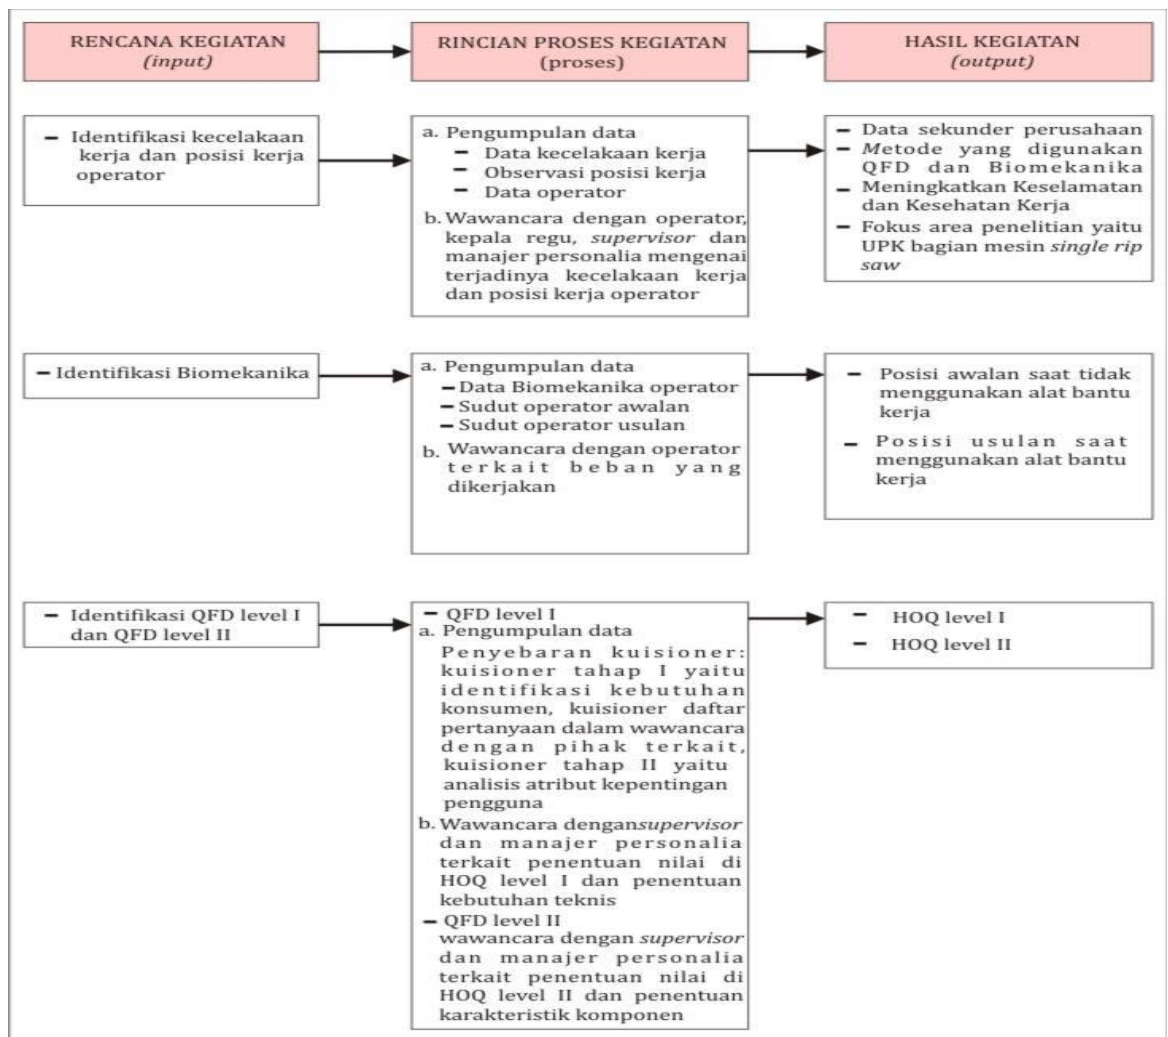 RENCANA KEGIATAN
(input)
RINCIAN PROSES KEGIATAN
(proses)
HASIL KEGIATAN
(output)
– Identifikasi kecelakaan
kerja dan posisi kerja
operator
a. Pengumpulan data
– Data kecelakaan kerja
– Observasi posisi kerja
– Data operator
b. Wawancara dengan operator,
kepala regu, supervisor dan
manajer personalia mengenai
terjadinya kecelakaan kerja
dan posisi kerja operator
– Data sekunder perusahaan
– Metode yang digunakan
QFD dan Biomekanika
– Meningkatkan Keselamatan
dan Kesehatan Kerja
– Fokus area penelitian yaitu
UPK bagian mesin single rip
saw
– Identifikasi Biomekanika
a. Pengumpulan data
– Data Biomekanika operator
– Sudut operator awalan
– Sudut operator usulan
b. Wawancara dengan operator
terkait beban yang
dikerjakan
– Posisi awalan saat tidak
menggunakan alat bantu
kerja
– Posisi usulan saat
menggunakan alat bantu
kerja
– Identifikasi QFD level I
dan QFD level II
– QFD level I
a. Pengumpulan data
Penyebaran kuisioner:
kuisioner tahap I yaitu
identifikasi kebutuhan
konsumen, kuisioner daftar
pertanyaan dalam wawancara
dengan pihak terkait,
kuisioner tahap II yaitu
analisis atribut kepentingan
pengguna
b. Wawancara dengansupervisor
dan manajer personalia
terkait penentuan nilai di
HOQ level I dan penentuan
kebutuhan teknis
– QFD level II
wawancara dengan supervisor
dan manajer personalia
terkait penentuan nilai di
HOQ level II dan penentuan
karakteristik komponen
– HOQ level I
– HOQ level II